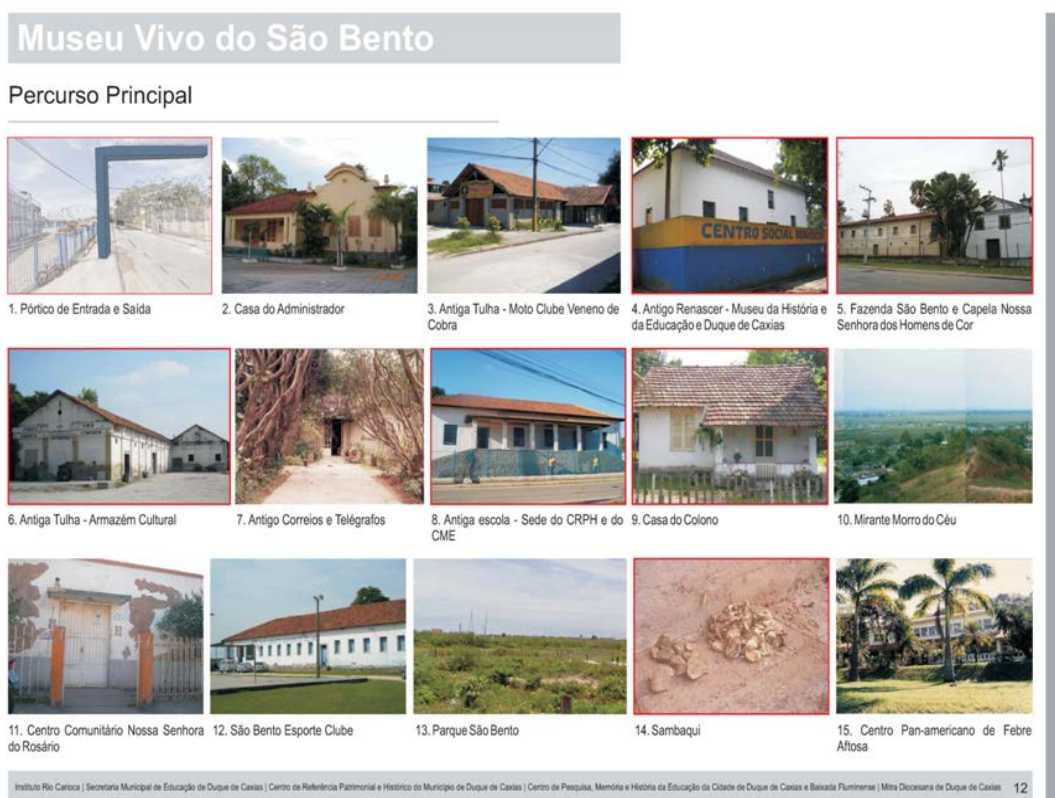 Museu Vivo do São Bento
Percurso Principal
1. Pórtico de Entrada e Saída
2. Casa do Administrador
3. Antiga Tulha - Moto Clube Veneno de
Cobra
CENTRO SOCIAL
4. Antigo Renascer - Museu da História e
da Educação e Duque de Caxias
5. Fazenda São Bento e Capela Nossa
Senhora dos Homens de Cor
6. Antiga Tulha - Armazém Cultural
7. Antigo Correios e Telégrafos
8. Antiga escola - Sede do CRPH e do
CME
9. Casa do Colono
10. Mirante Morro do Céu
11. Centro Comunitário Nossa Senhora
do Rosário
12. São Bento Esporte Clube
13. Parque São Bento
14. Sambaqui
15. Centro Pan-americano de Febre
Aftosa
Instituto Rio Carioca | Secretaria Municipal de Educação de Duque de Caxias | Centro de Referência Patrimonial e Histórico do Município de Duque de Caxias | Centro de Pesquisa, Memória e História da Educação da Cidade de Duque de Caxias e Baixada Fluminense | Mitra Diocesana de Duque de Caxias 12